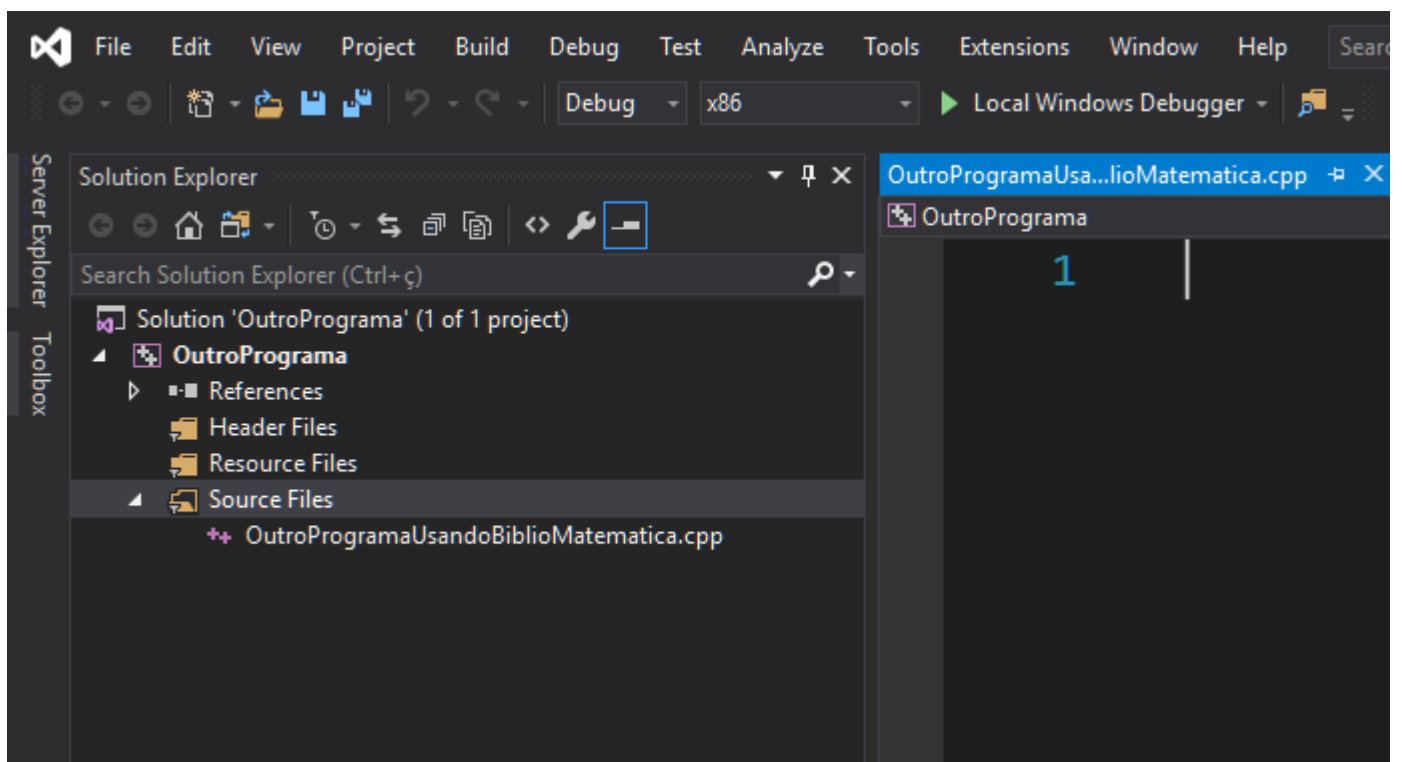 File Edit View Project Build Debug Test Analyze Tools Extensions Window Help Sear
Debug x86 Local Windows Debugger
Server Explorer
Toolbox
Solution Explorer
Search Solution Explorer (Ctrl+ç)
Solution 'OutroPrograma' (1 of 1 project)
OutroPrograma
References
Header Files
Resource Files
Source Files
OutroProgramaUsandoBiblioMatematica.cpp
OutroProgramaUsa...lioMatematica.cpp
OutroPrograma
1